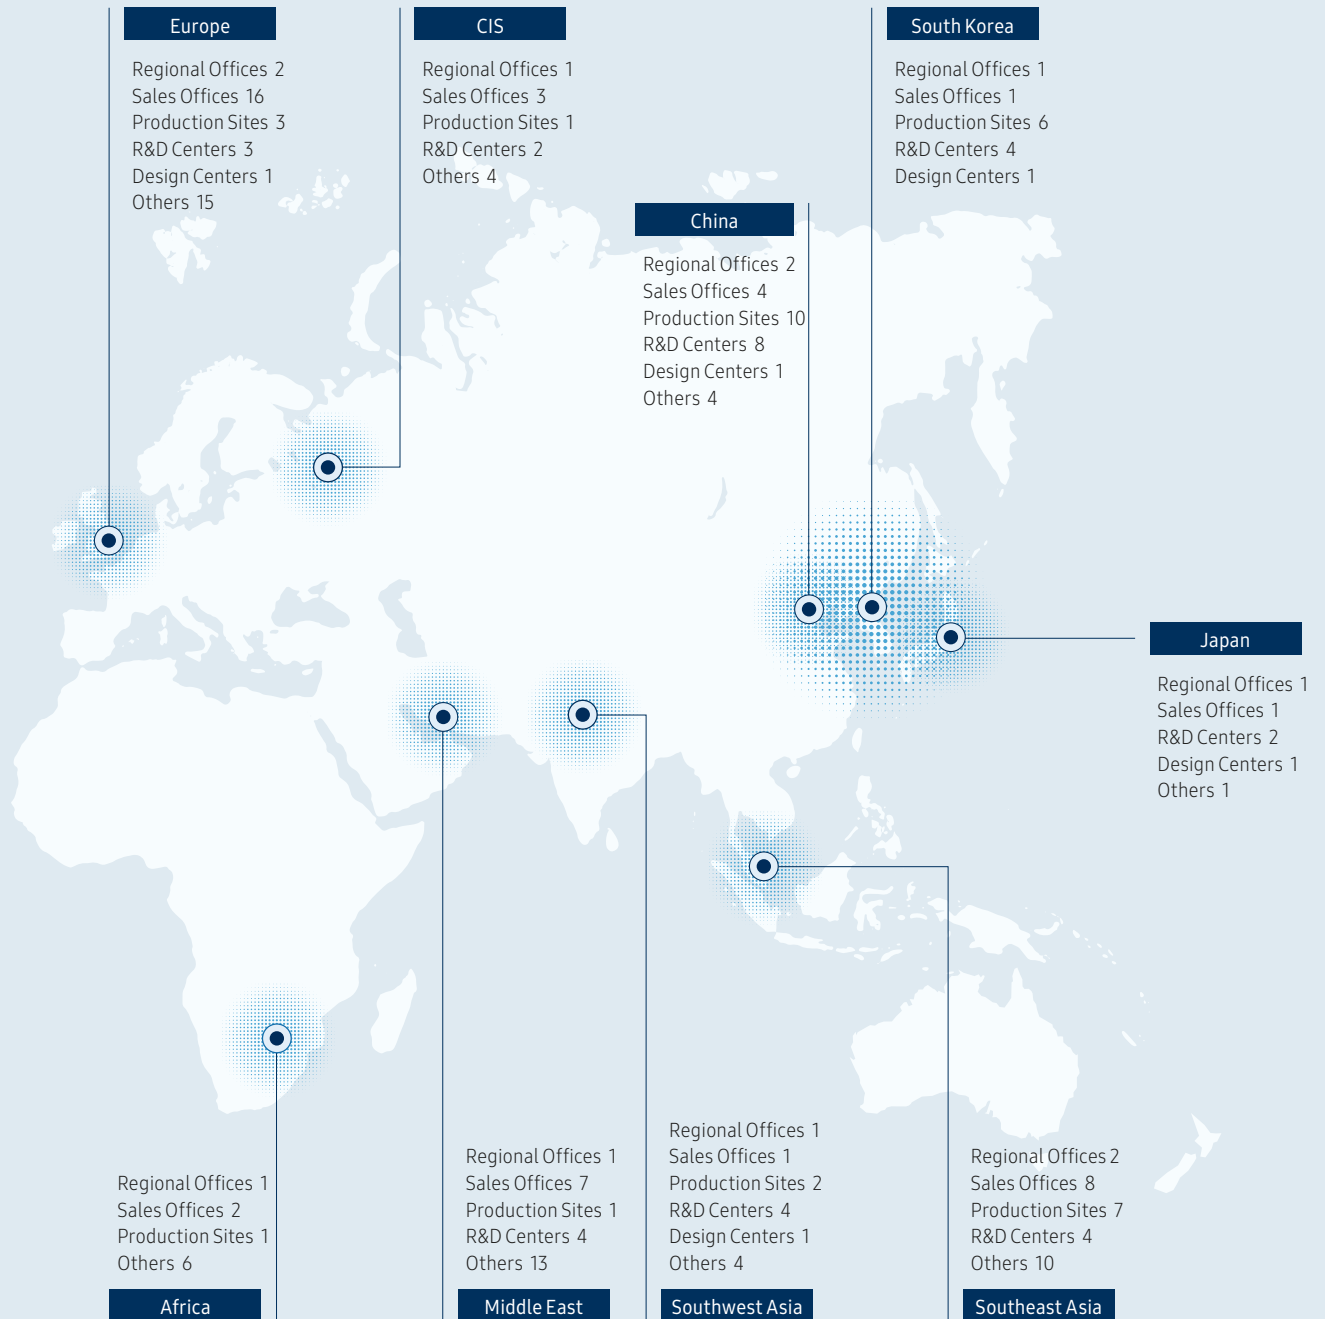 Europe
Regional Offices 2
Sales Offices 16
Production Sites 3
R&D Centers 3
Design Centers 1
Others 15
CIS
Regional Offices 1
Sales Offices 3
Production Sites 1
R&D Centers 2
Others 4
South Korea
Regional Offices 1
Sales Offices 1
Production Sites 6
R&D Centers 4
Design Centers 1
China
Regional Offices 2
Sales Offices 4
Production Sites 10
R&D Centers 8
Design Centers 1
Others 4
Japan
Regional Offices 1
Sales Offices 1
R&D Centers 2
Design Centers 1
Others 1
Regional Offices 1
Sales Offices 2
Production Sites 1
Others 6
Africa
Regional Offices 1
Sales Offices 7
Production Sites 1
R&D Centers 4
Others 13
Middle East
Regional Offices 1
Sales Offices 1
Production Sites 2
R&D Centers 4
Design Centers 1
Others 4
Southwest Asia
Regional Offices 2
Sales Offices 8
Production Sites 7
R&D Centers 4
Others 10
Southeast Asia